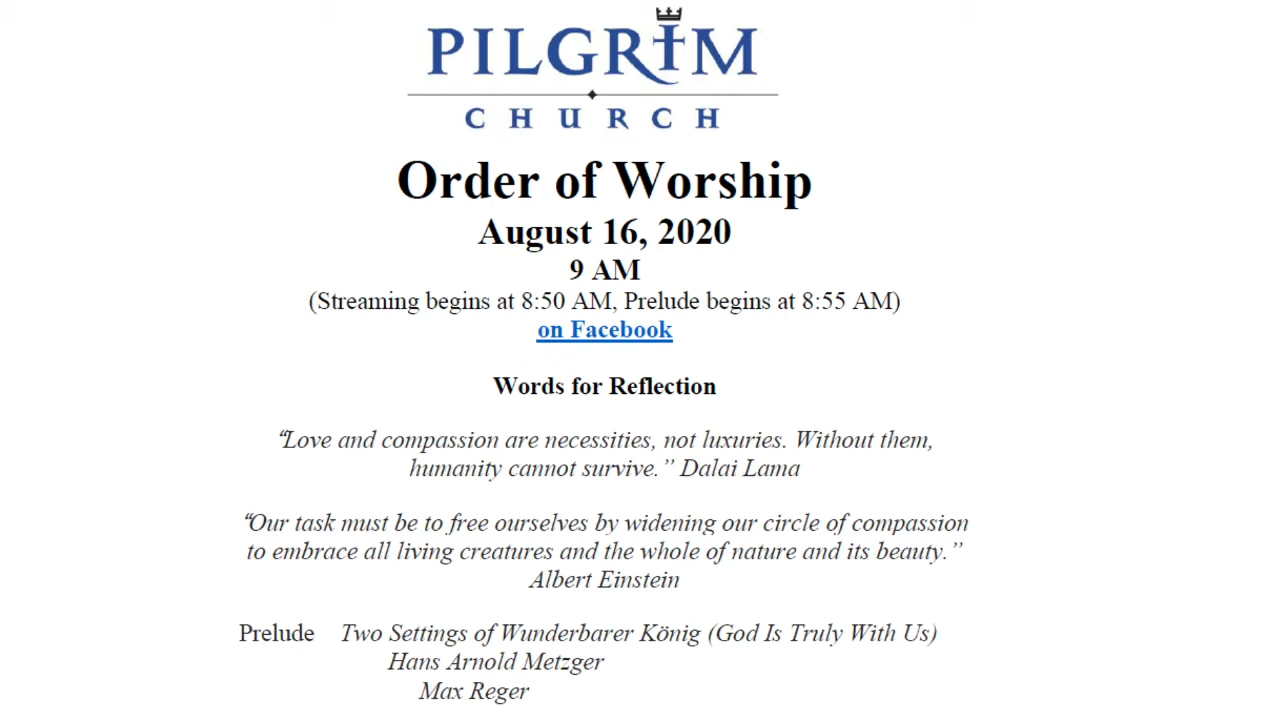 PILGRIM
CHURCH
Order of Worship
August 16, 2020
9 AM
(Streaming begins at 8:50 AM, Prelude begins at 8:55 AM)
on Facebook
Words for Reflection
“Love and compassion are necessities, not luxuries. Without them,
humanity cannot survive.” Dalai Lama
“Our task must be to free ourselves by widening our circle of compassion
to embrace all living creatures and the whole of nature and its beauty.”
Albert Einstein
Prelude Two Settings of Wunderbarer König (God Is Truly With Us)
Hans Arnold Metzger
Max Reger